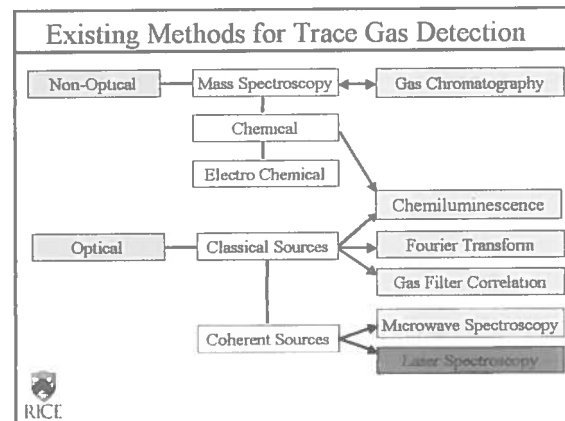 Existing Methods for Trace Gas Detection
Non-Optical
Mass Spectroscopy
Gas Chromatography
Chemical
Electro Chemical
Chemiluminescence
Optical
Classical Sources
Fourier Transform
Gas Filter Correlation
Coherent Sources
Microwave Spectroscopy
Laser Spectroscopy
RICE